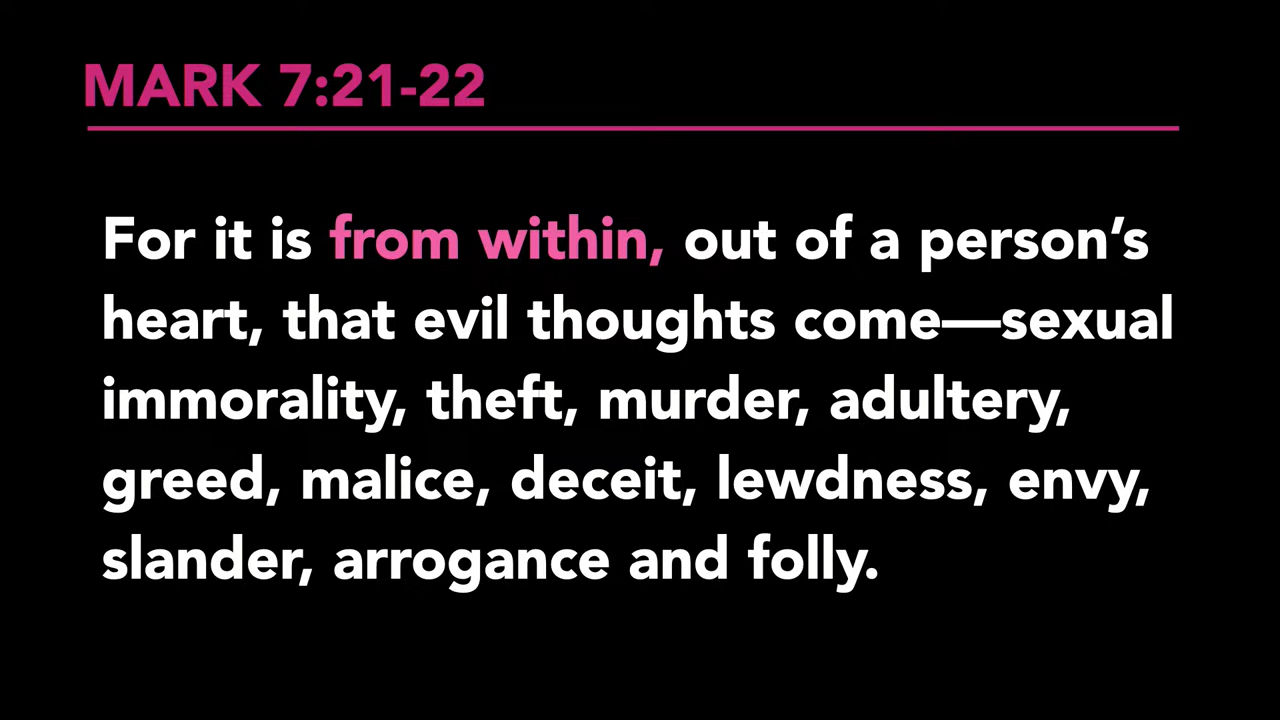 MARK 7:21-22
For it is from within, out of a person’s
heart, that evil thoughts come—sexual
immorality, theft, murder, adultery,
greed, malice, deceit, lewdness, envy,
slander, arrogance and folly.